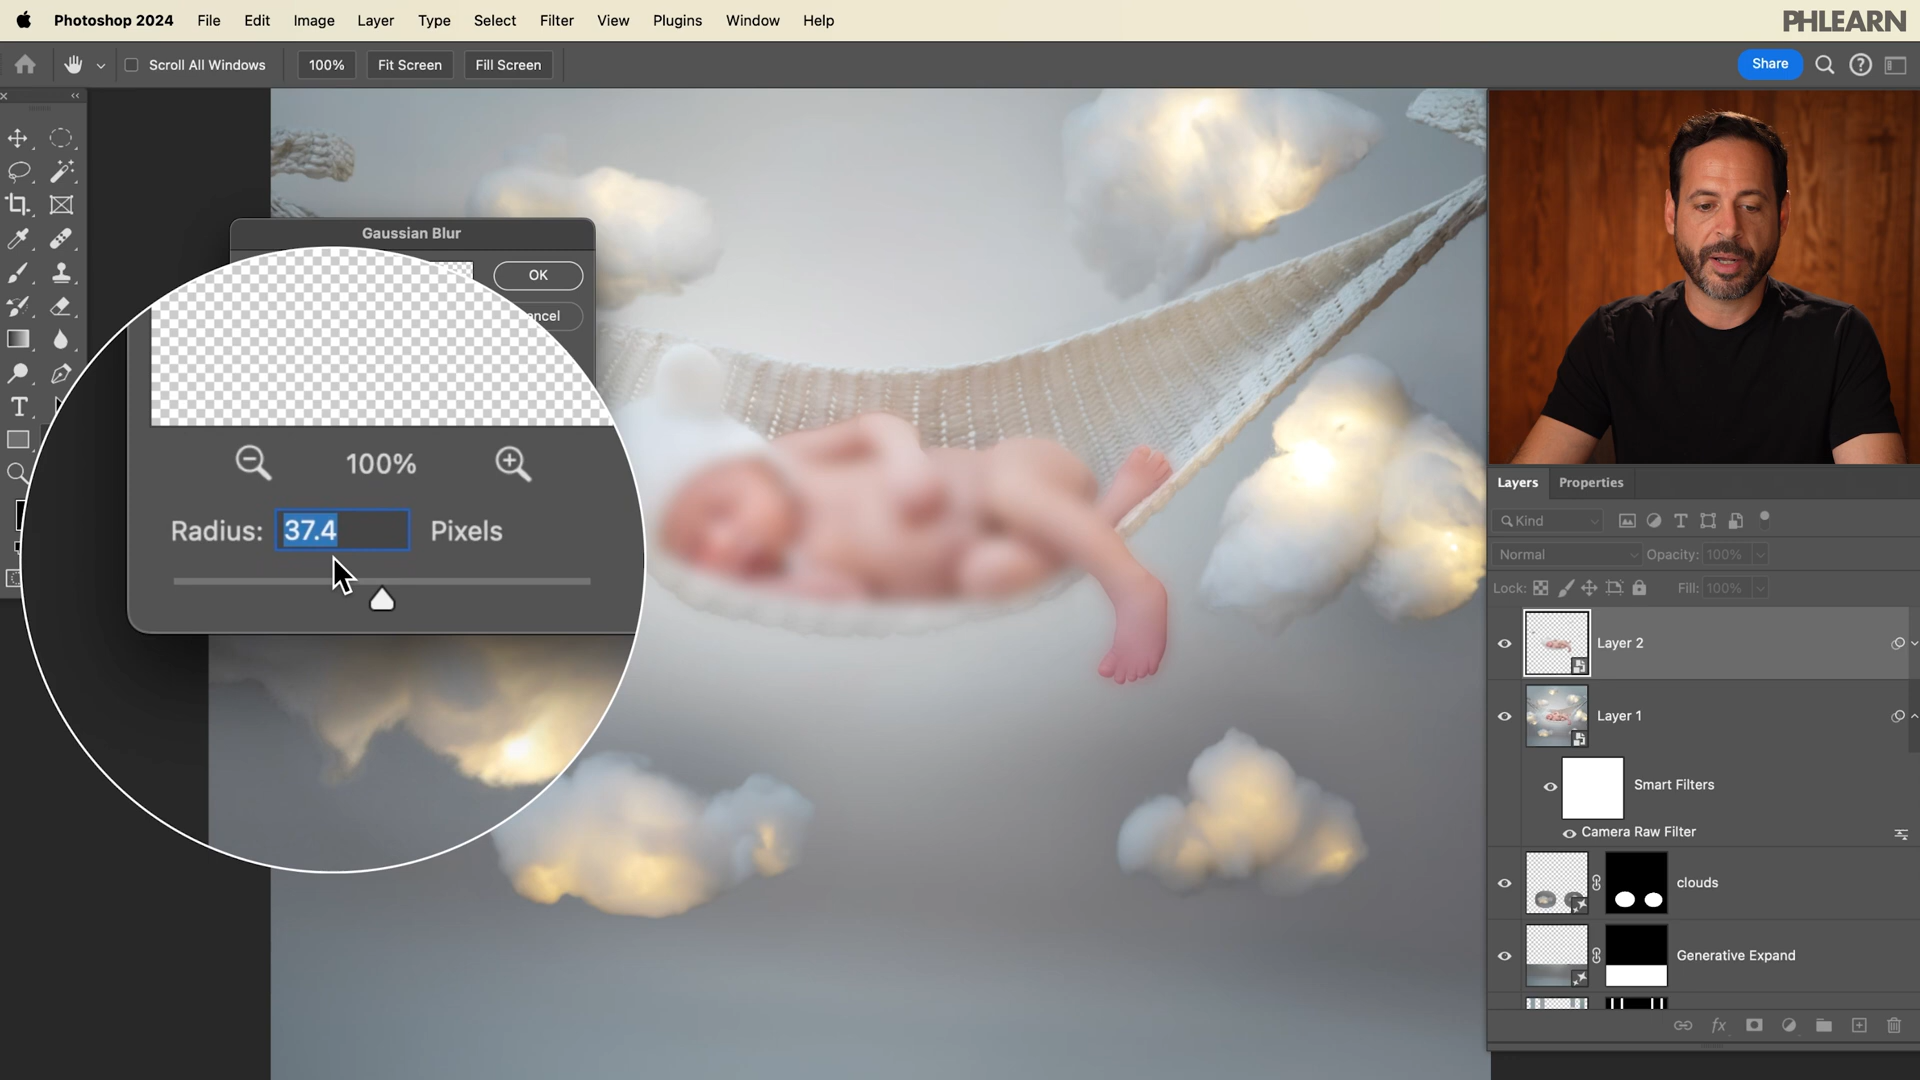 Photoshop 2024 File Edit Image Layer Type Select Filter View Plugins Window Help
PHLEARN
Scroll All Windows 100% Fit Screen Fill Screen
Share
Gaussian Blur
OK
ancel
100%
Radius: 37.4 Pixels
Layers Properties
Kind
Normal Opacity: 100%
Lock: Fill: 100%
Layer 2
Layer 1
Smart Filters
Camera Raw Filter
clouds
Generative Expand
fx